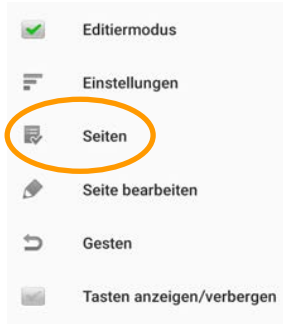 Editiermodus
Einstellungen
Seiten
Seite bearbeiten
Gesten
Tasten anzeigen/verbergen